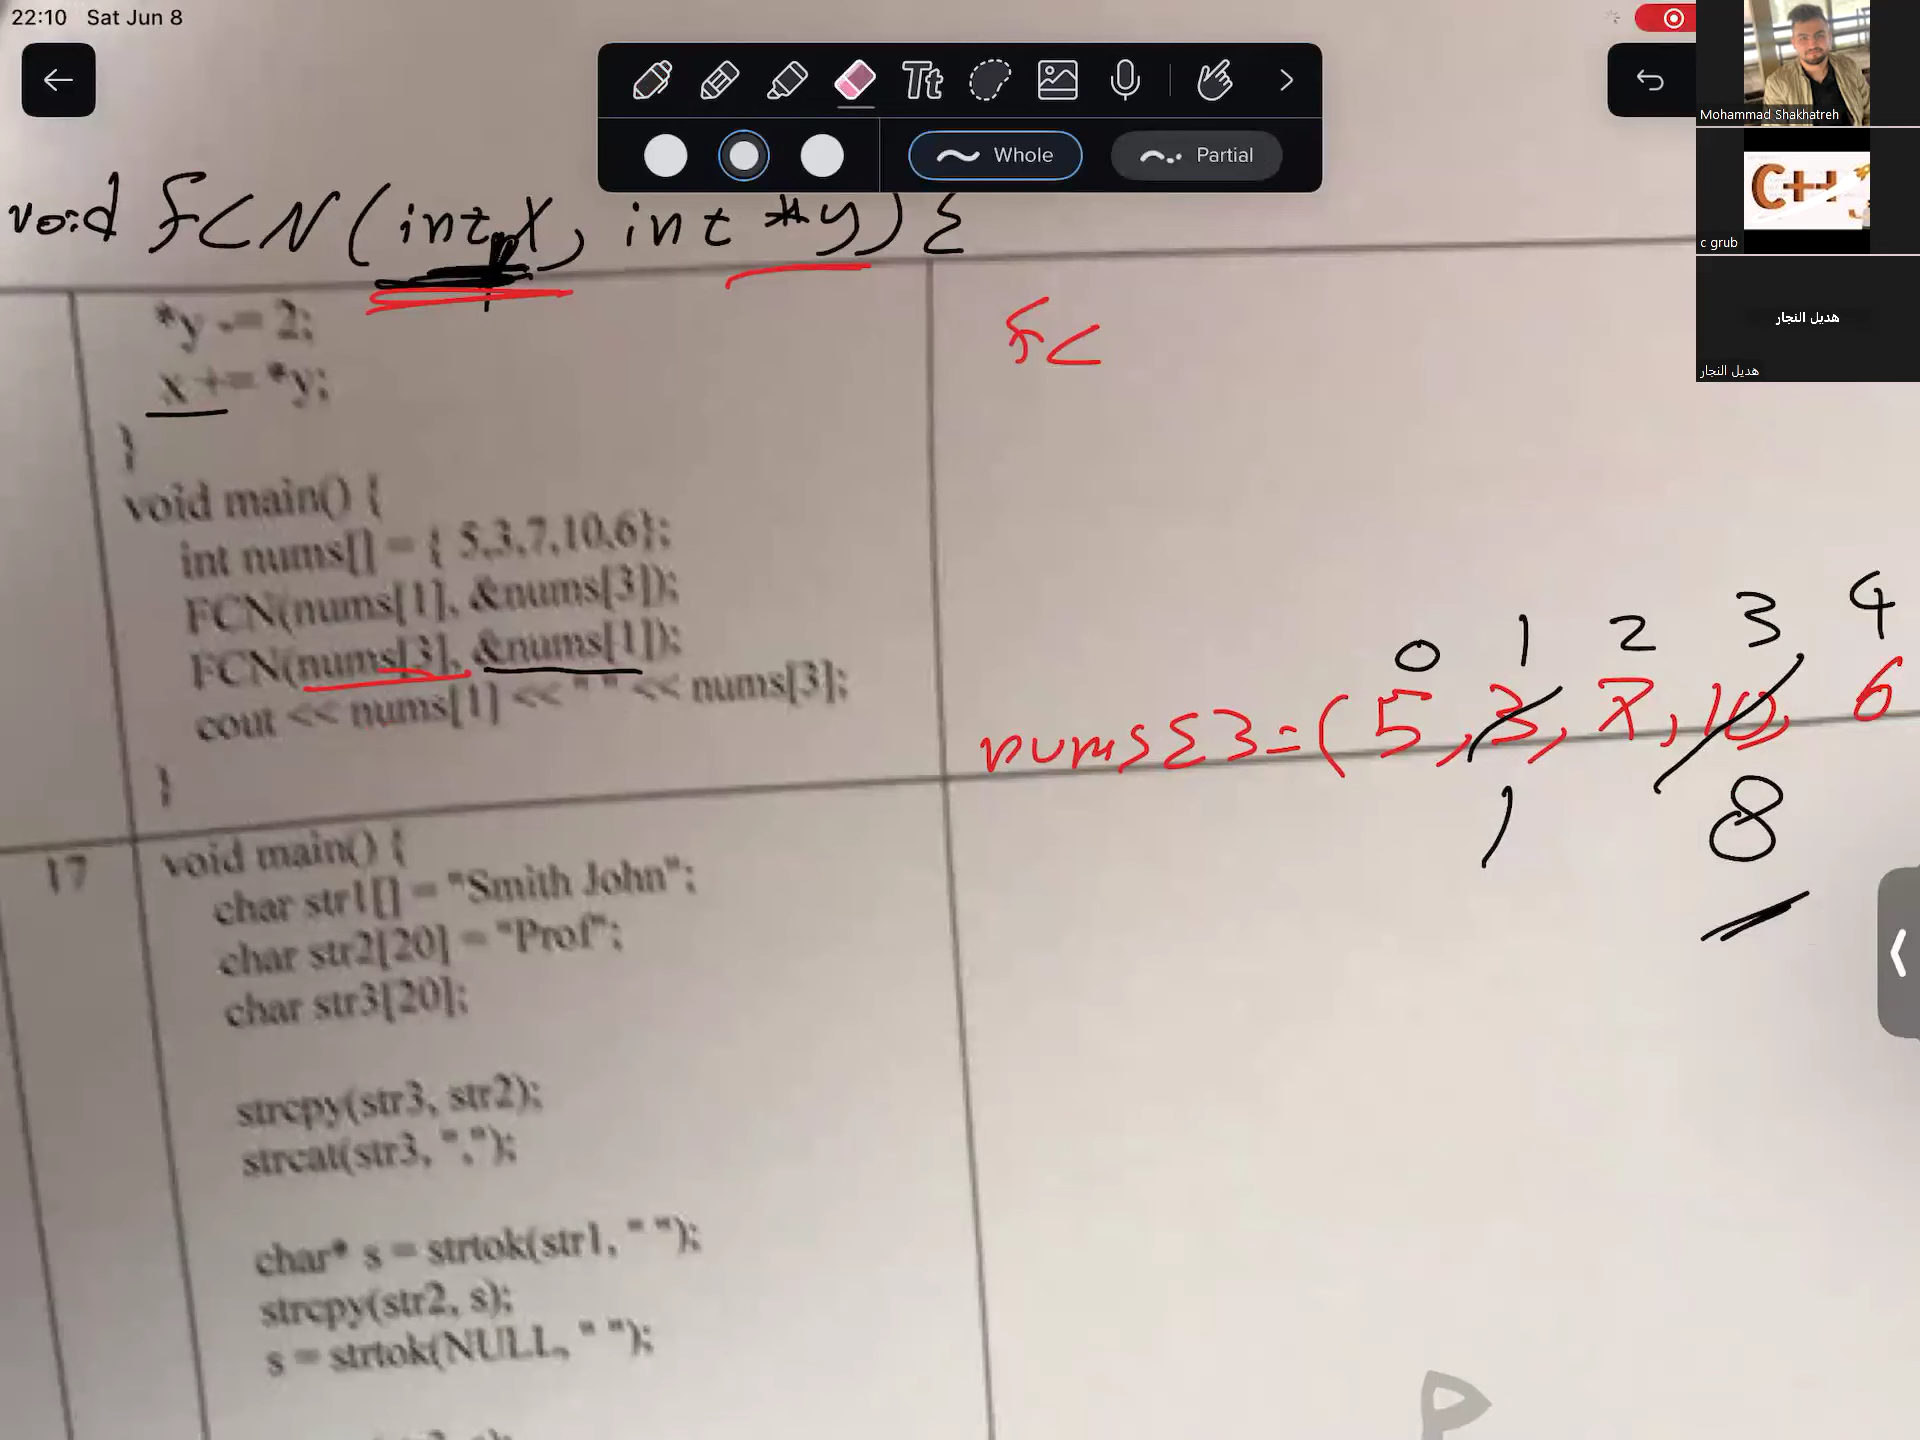 22:10 Sat Jun 8
Tt
Whole
Partial
Mohammad Shakhatreh
C++
c grub
هديل النجار
هديل النجار
void FCN(int x, int *y) {
*y -= 2;
x += *y;
}
void main() {
int nums[] = { 5,3,7,10,6};
FCN(nums[1], &nums[3]);
FCN(nums[3], &nums[1]);
cout << nums[1] << " " << nums[3];
}
FC
0 1 2 3 4
nums[]=(5,3,7,10,6
1 8
17
void main() {
char str1[] = "Smith John";
char str2[20] = "Prof";
char str3[20];
strcpy(str3, str2);
strcat(str3, ",");
char* s = strtok(str1, " ");
strcpy(str2, s);
s = strtok(NULL, " ");